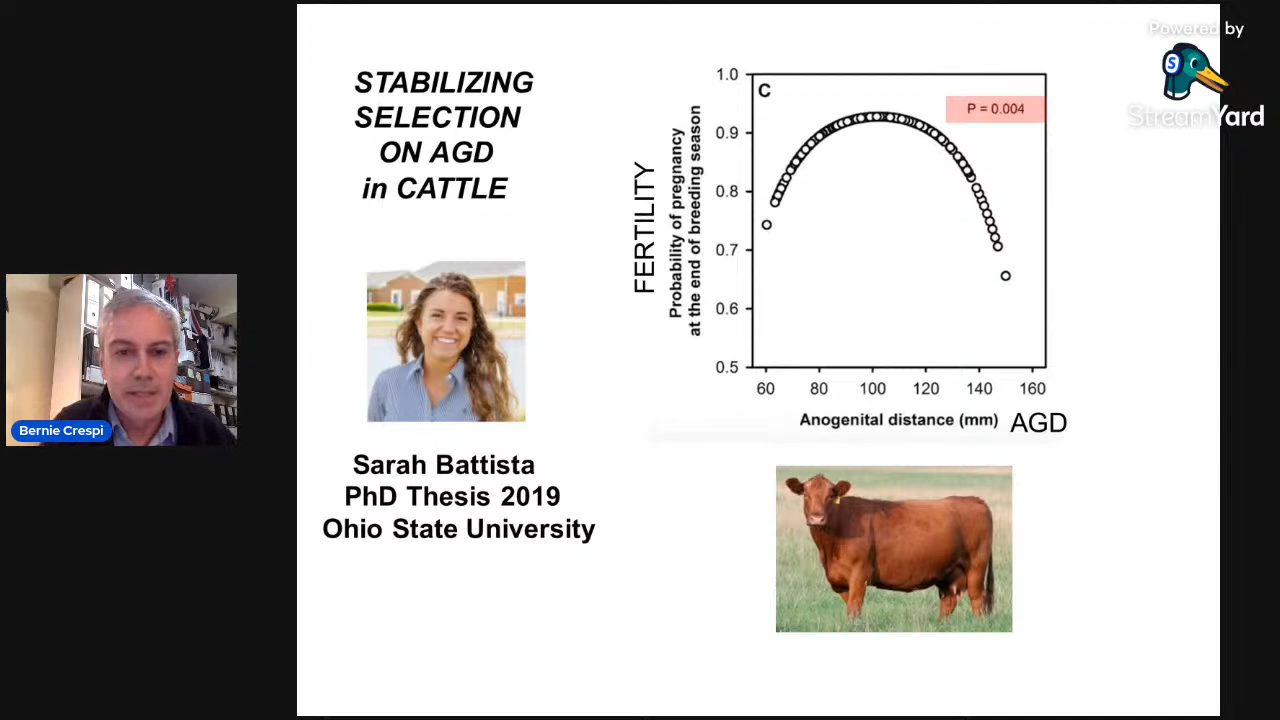 Powered by
StreamYard
STABILIZING
SELECTION
ON AGD
in CATTLE
Bernie Crespi
Sarah Battista
PhD Thesis 2019
Ohio State University
FERTILITY
Probability of pregnancy
at the end of breeding season
C
P = 0.004
1.0
0.9
0.8
0.7
0.6
0.5
60 80 100 120 140 160
Anogenital distance (mm) AGD